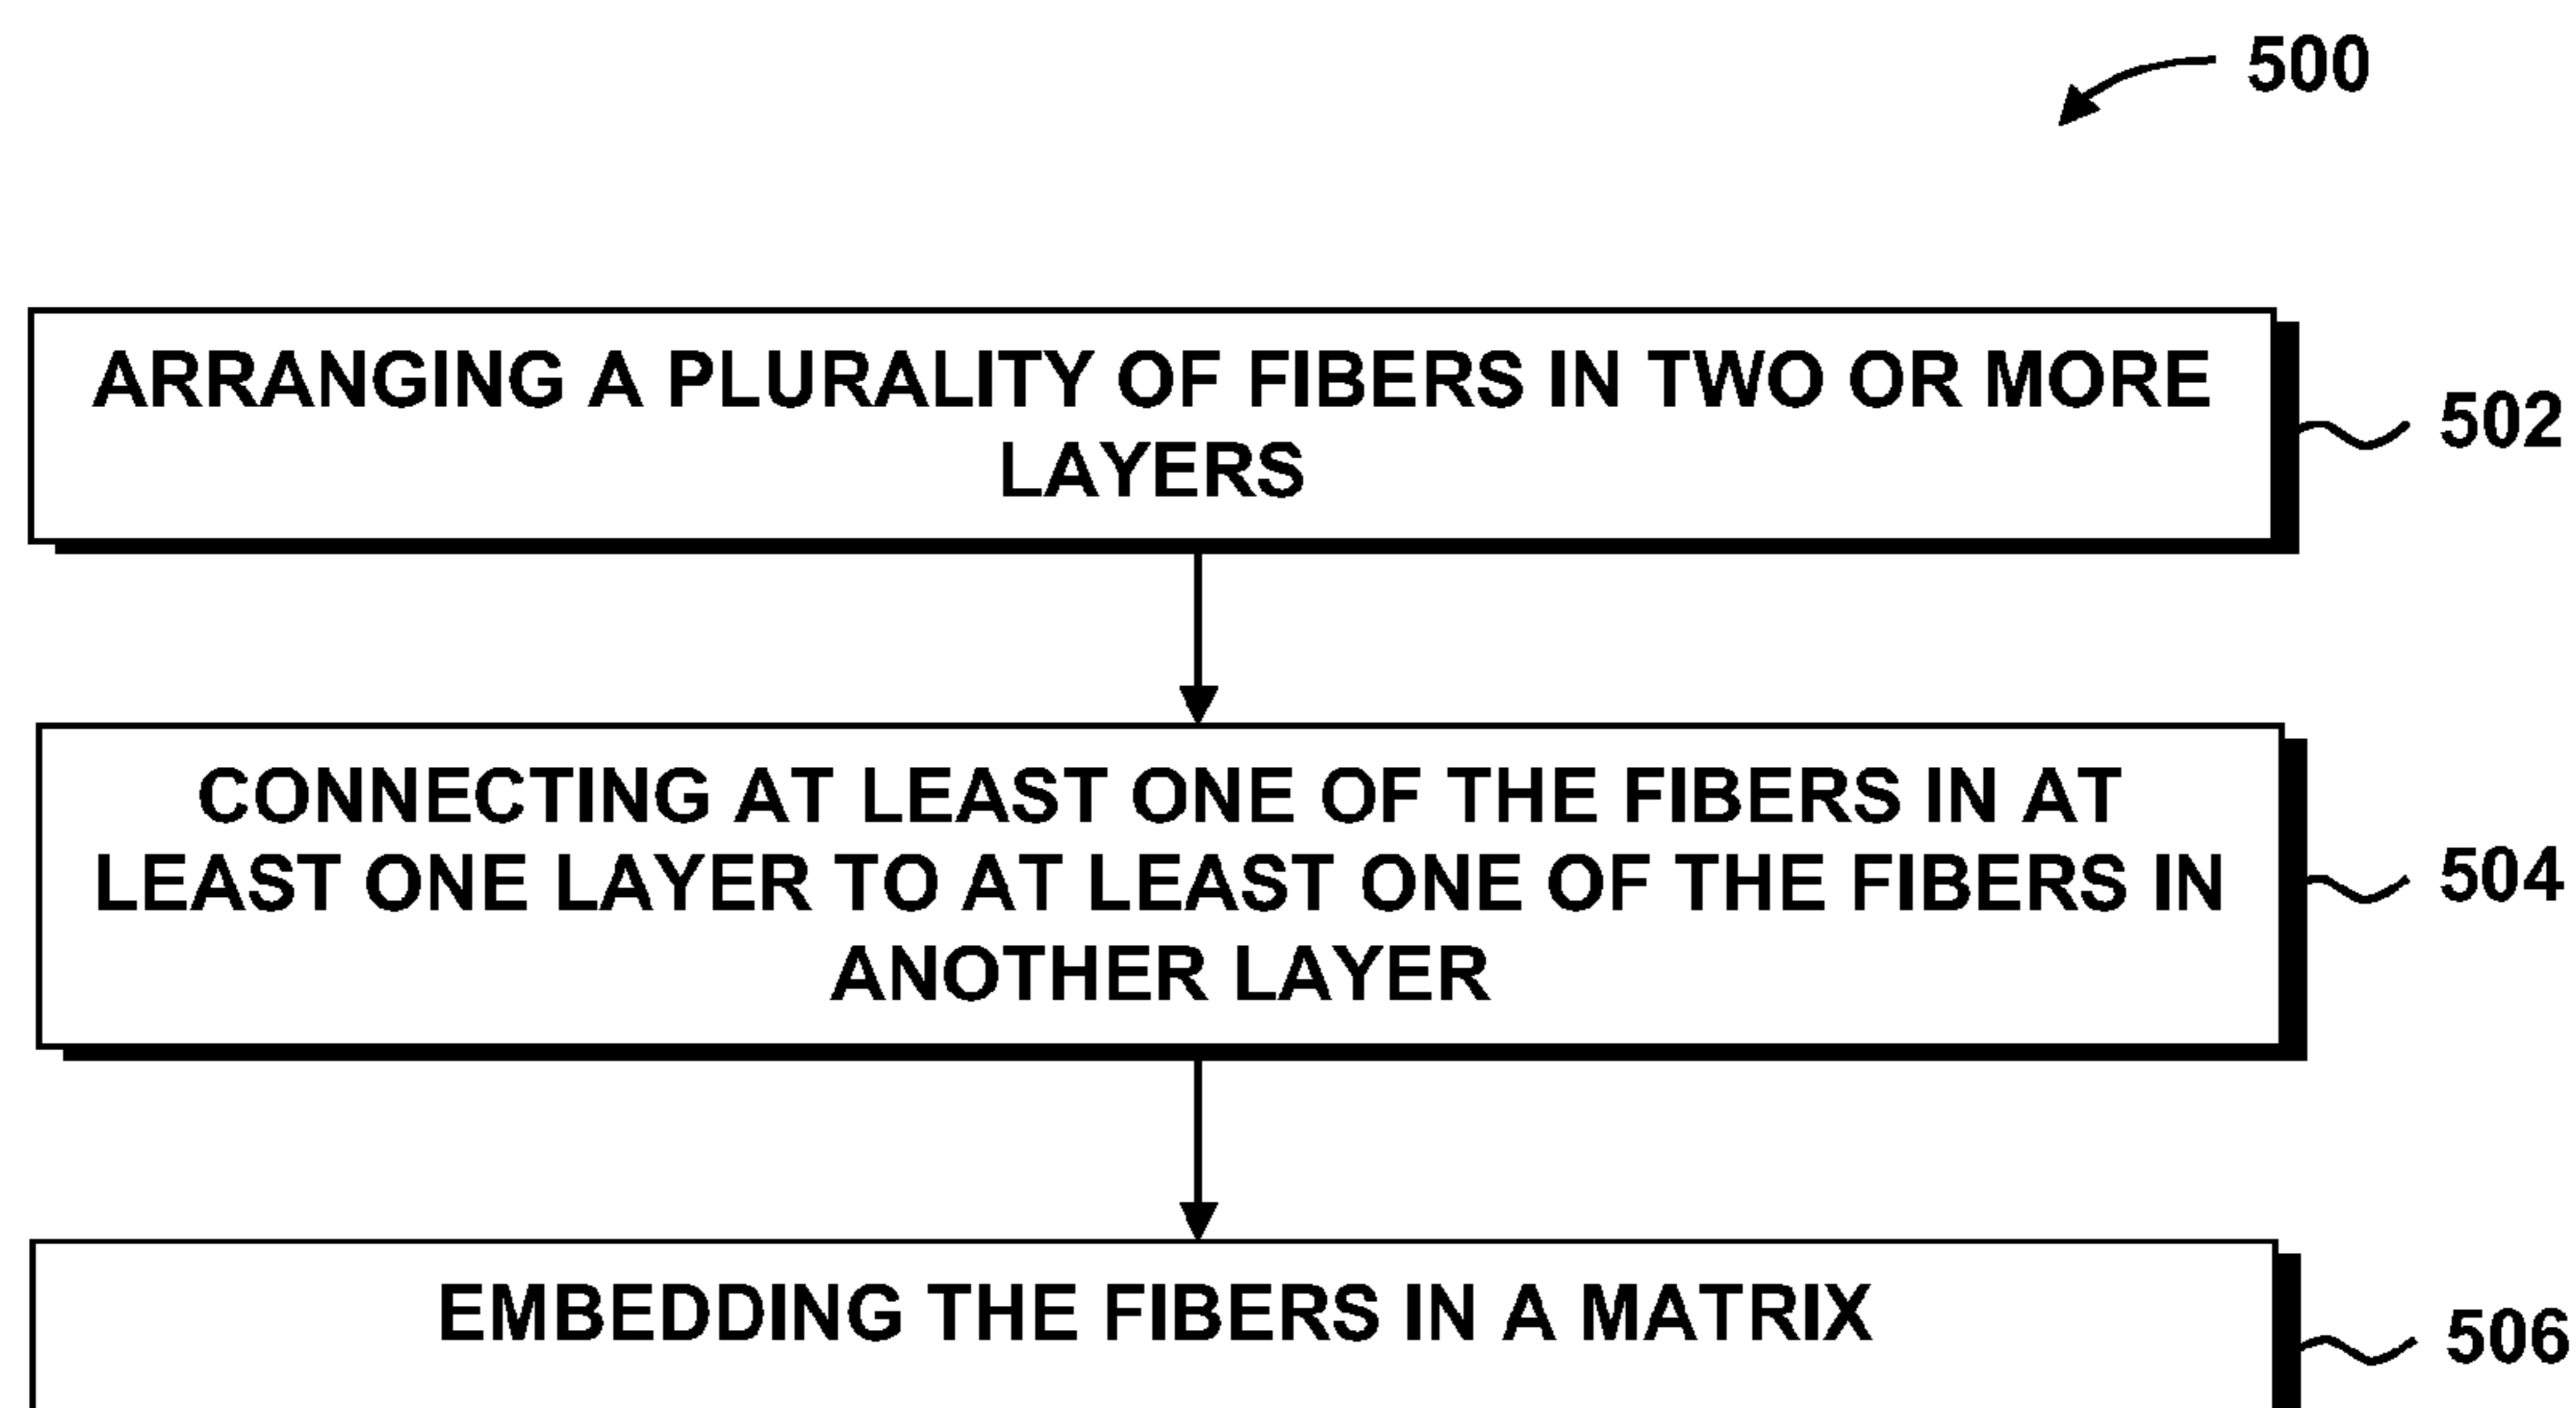 500
ARRANGING A PLURALITY OF FIBERS IN TWO OR MORE
LAYERS
502
CONNECTING AT LEAST ONE OF THE FIBERS IN AT
LEAST ONE LAYER TO AT LEAST ONE OF THE FIBERS IN
ANOTHER LAYER
504
EMBEDDING THE FIBERS IN A MATRIX
506